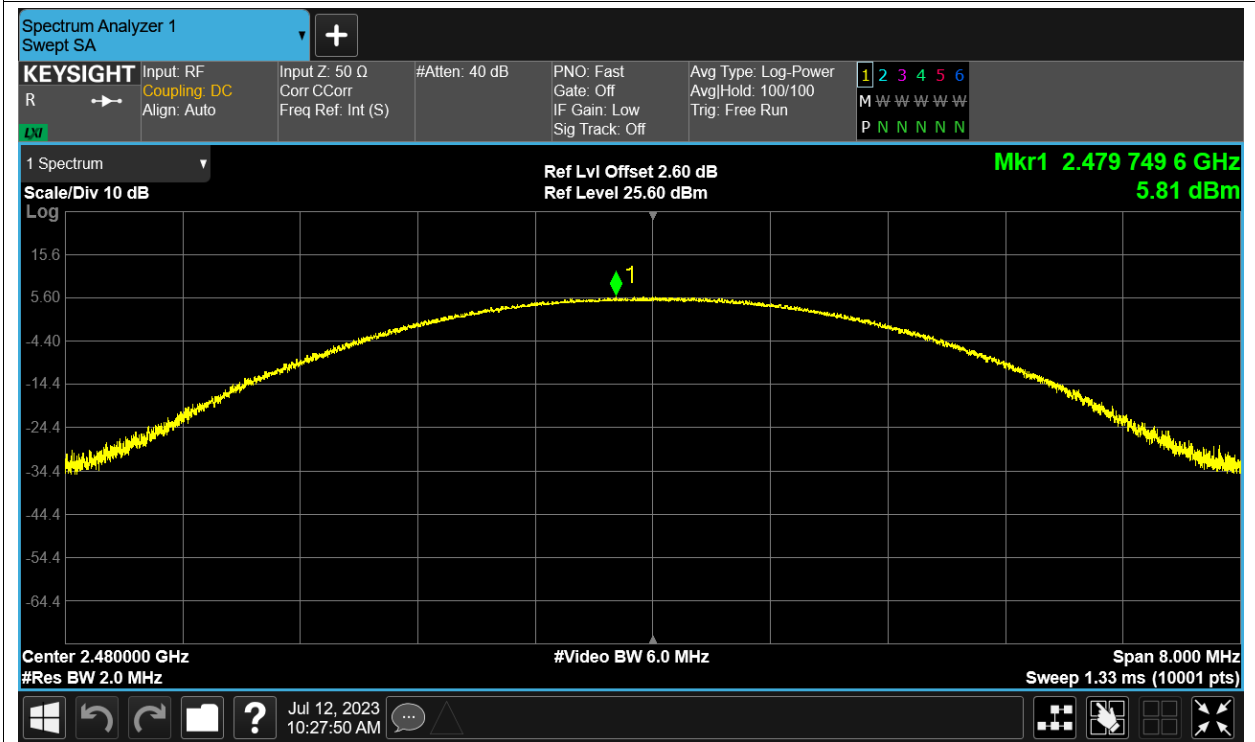 Spectrum Analyzer 1
Swept SA
+
KEYSIGHT
R
LXI
Input: RF
Coupling: DC
Align: Auto
Input Z: 50 Ω
Corr CCorr
Freq Ref: Int (S)
#Atten: 40 dB
PNO: Fast
Gate: Off
IF Gain: Low
Sig Track: Off
Avg Type: Log-Power
Avg|Hold: 100/100
Trig: Free Run
1 2 3 4 5 6
M W W W W W
P N N N N N
1 Spectrum
Scale/Div 10 dB
Log
Ref Lvl Offset 2.60 dB
Ref Level 25.60 dBm
Mkr1 2.479 749 6 GHz
5.81 dBm
1
15.6
5.60
-4.40
-14.4
-24.4
-34.4
-44.4
-54.4
-64.4
Center 2.480000 GHz
#Res BW 2.0 MHz
#Video BW 6.0 MHz
Span 8.000 MHz
Sweep 1.33 ms (10001 pts)
?
Jul 12, 2023
10:27:50 AM